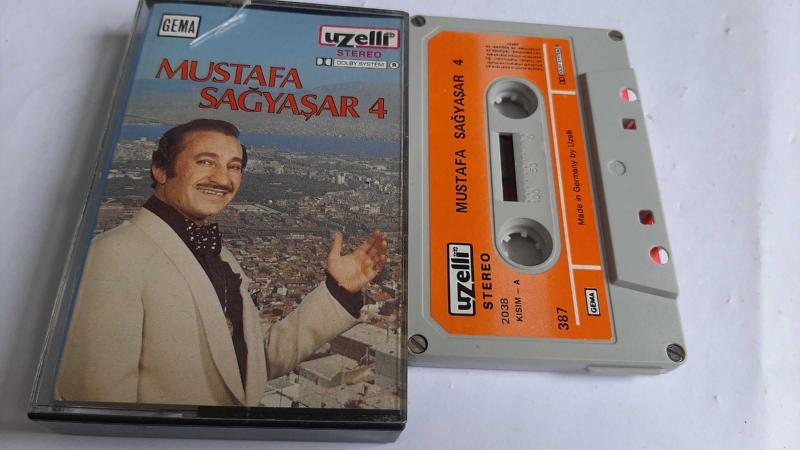 GEMA
uzelli
STEREO
DOLBY SYSTEM
MUSTAFA
SAĞYAŞAR 4
uzelli
STEREO
2038
KISIM - A
387
MUSTAFA SAĞYAŞAR 4
GEMA
Made in Germany by Uzelli